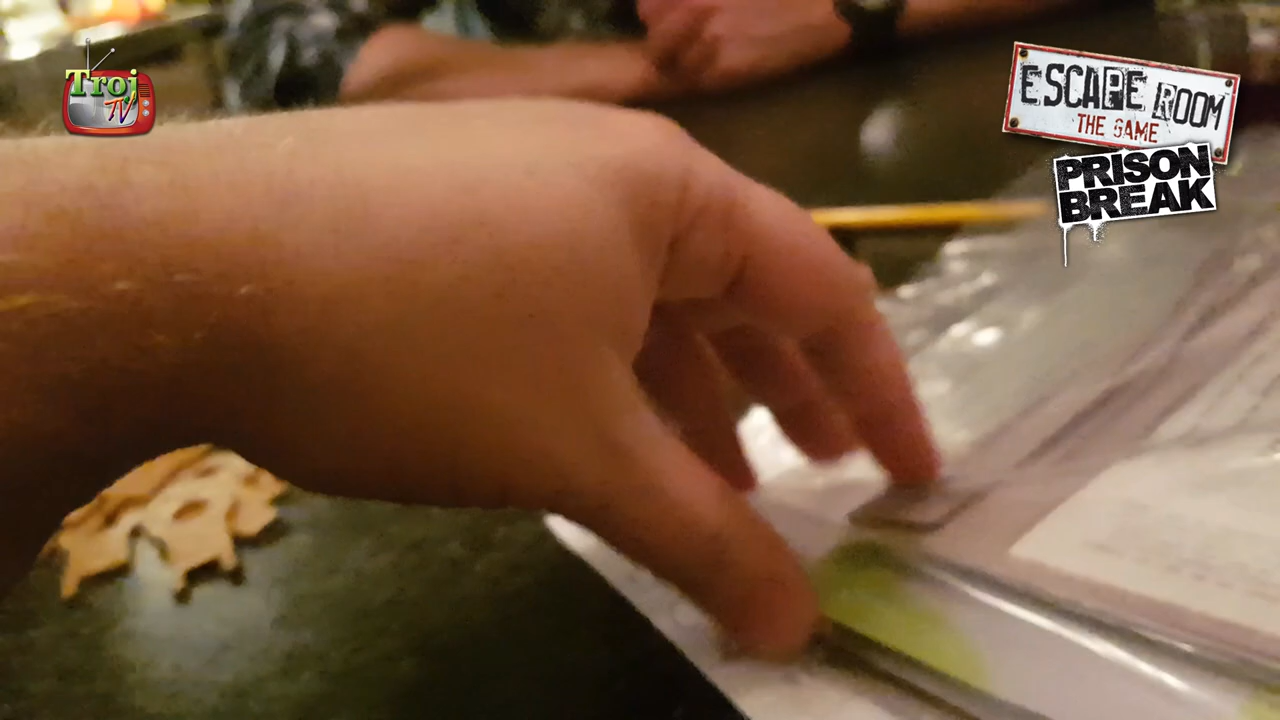 Troj
TV
ESCAPE ROOM
THE GAME
PRISON
BREAK